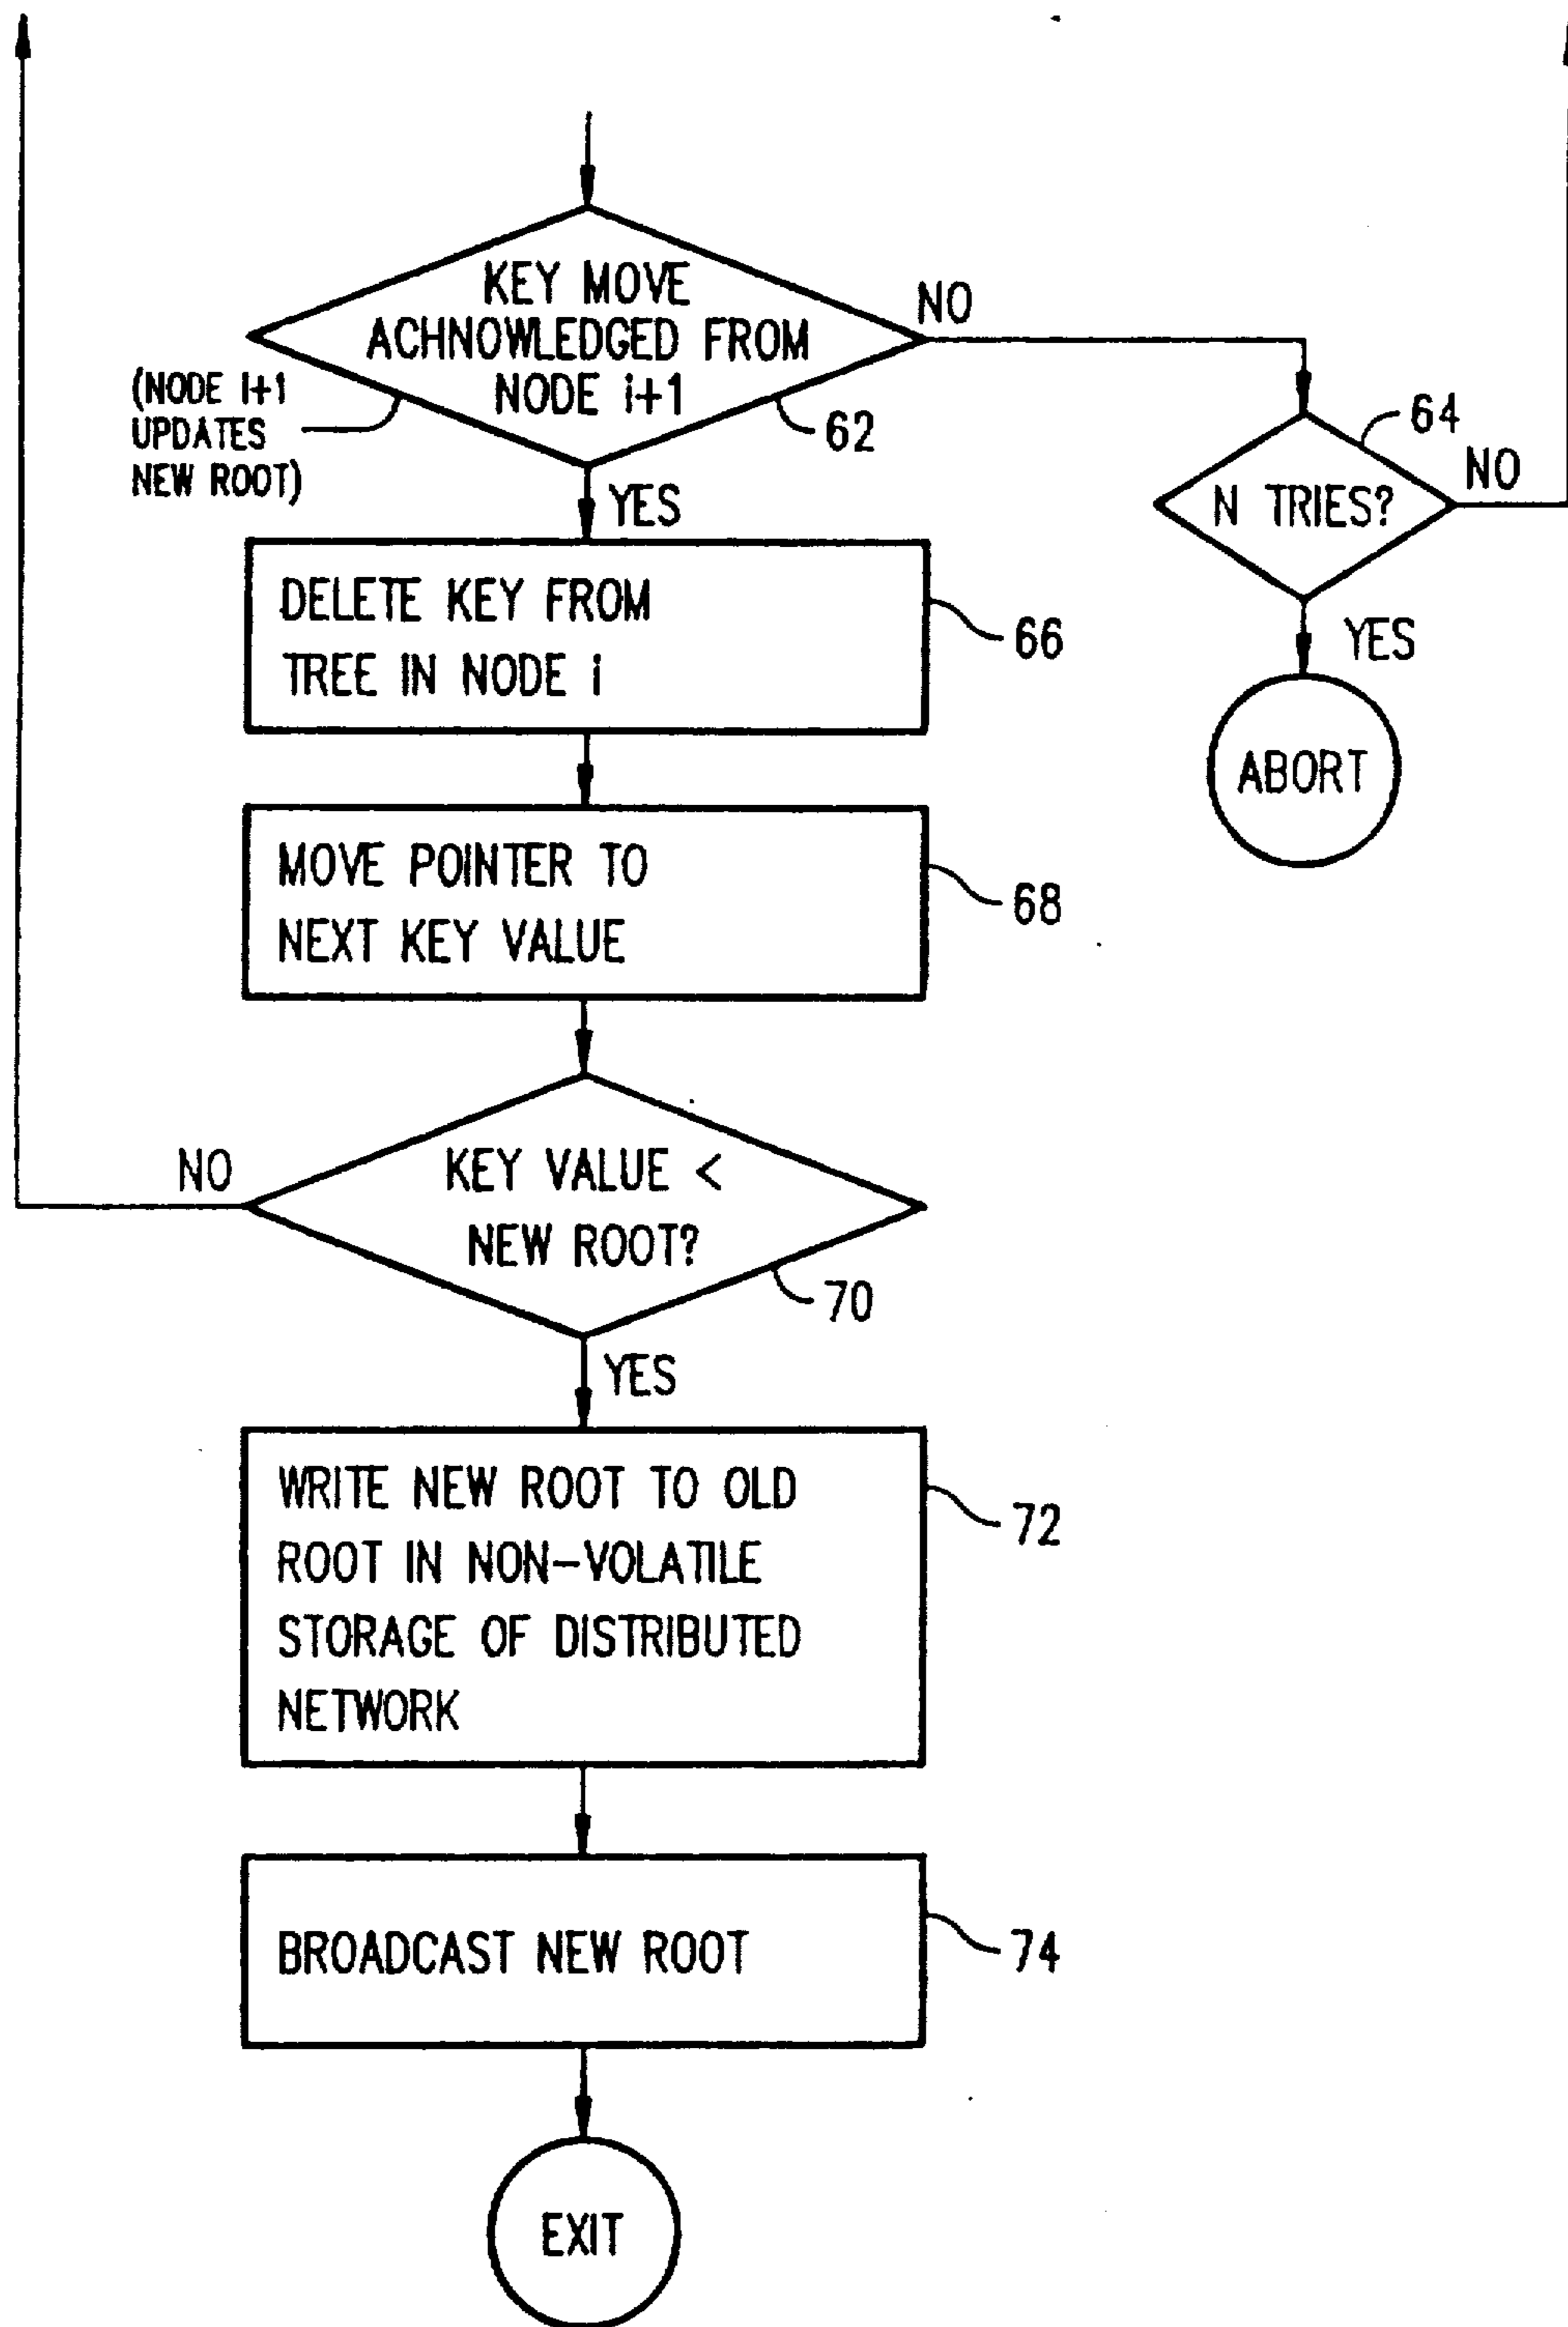 KEY MOVE
ACHNOWLEDGED FROM
NODE i+1
NO
(NODE I+1
UPDATES
NEW ROOT)
62
64
YES
N TRIES?
NO
DELETE KEY FROM
TREE IN NODE i
66
YES
ABORT
MOVE POINTER TO
NEXT KEY VALUE
68
NO
KEY VALUE <
NEW ROOT?
70
YES
WRITE NEW ROOT TO OLD
ROOT IN NON-VOLATILE
STORAGE OF DISTRIBUTED
NETWORK
72
BROADCAST NEW ROOT
74
EXIT